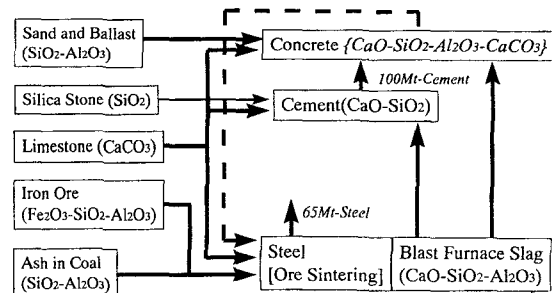 Sand and Ballast
(SiO2-Al2O3)
Concrete {CaO-SiO2-Al2O3-CaCO3}
100Mt-Cement
Silica Stone (SiO2)
Cement(CaO-SiO2)
Limestone (CaCO3)
Iron Ore
(Fe2O3-SiO2-Al2O3)
65Mt-Steel
Ash in Coal
(SiO2-Al2O3)
Steel
[Ore Sintering]
Blast Furnace Slag
(CaO-SiO2-Al2O3)